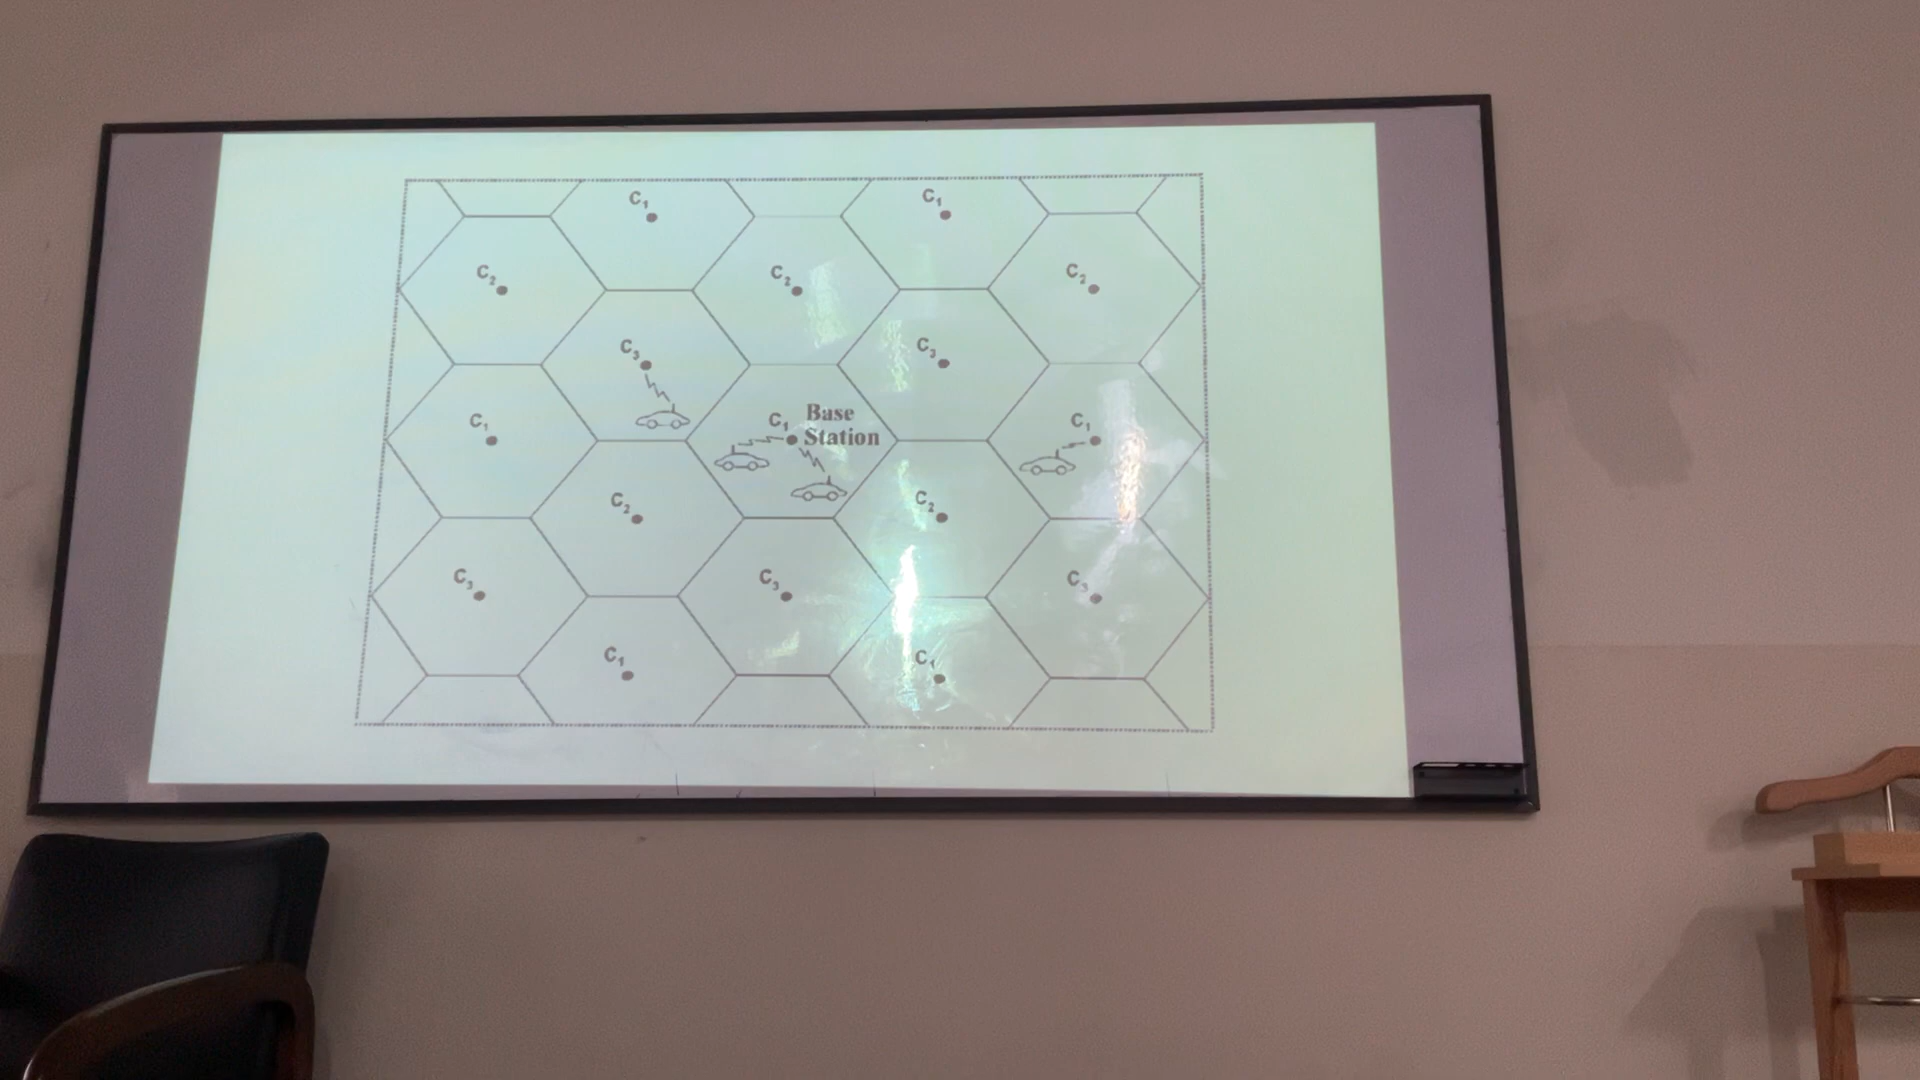 C₁ C₁
C₂ C₂ C₂
C₃ C₃
C₁ C₁ Base Station C₁
C₂ C₂
C₃ C₃ C₃
C₁ C₁